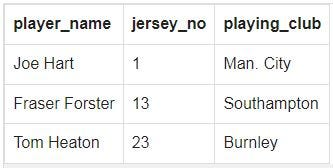 player_name jersey_no playing_club
Joe Hart 1 Man. City
Fraser Forster 13 Southampton
Tom Heaton 23 Burnley